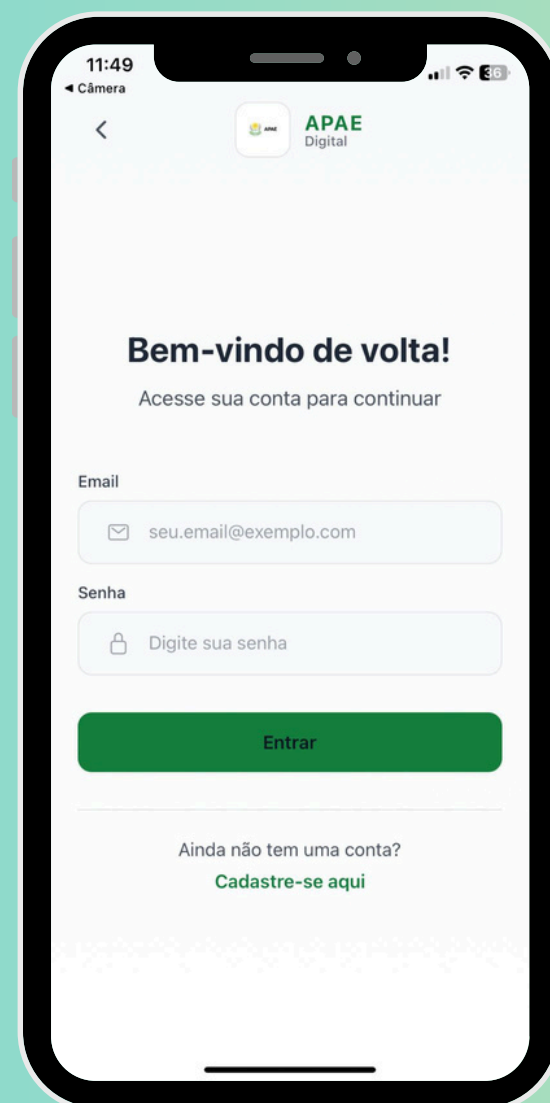 11:49
◀ Câmera
36
APAE
APAE
Digital
Bem-vindo de volta!
Acesse sua conta para continuar
Email
seu.email@exemplo.com
Senha
Digite sua senha
Entrar
Ainda não tem uma conta?
Cadastre-se aqui